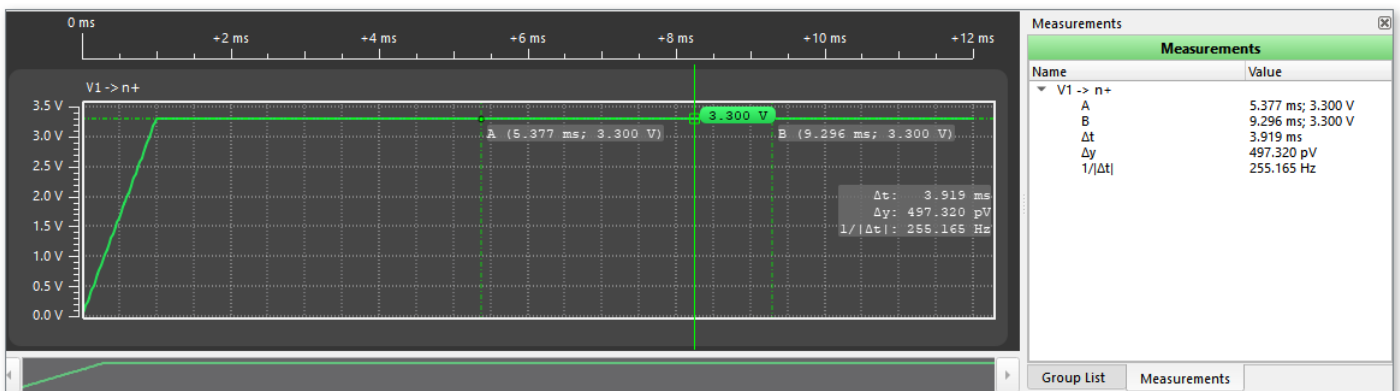 0 ms
+2 ms +4 ms +6 ms +8 ms +10 ms +12 ms
V1 -> n+
3.5 V
3.0 V
2.5 V
2.0 V
1.5 V
1.0 V
0.5 V
0.0 V
3.300 V
A (5.377 ms; 3.300 V)
B (9.296 ms; 3.300 V)
Δt: 3.919 ms
Δy: 497.320 pV
1/|Δt|: 255.165 Hz
Measurements
Measurements
Name Value
V1 -> n+
A 5.377 ms; 3.300 V
B 9.296 ms; 3.300 V
Δt 3.919 ms
Δy 497.320 pV
1/|Δt| 255.165 Hz
Group List Measurements